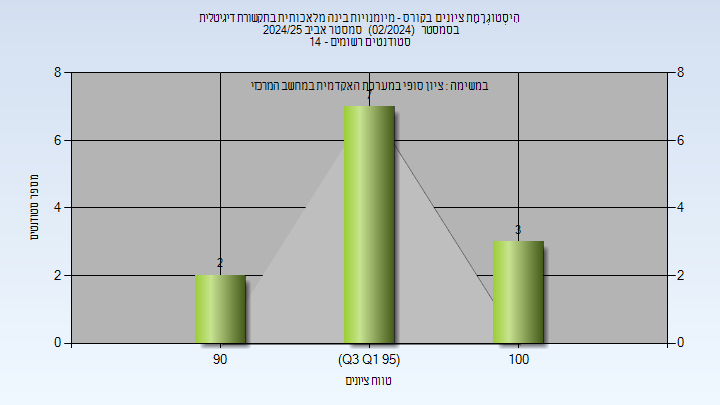 היסטוגרמת ציונים בקורס - מיומנויות בינה מלאכותית בתקשורת דיגיטלית
בסמסטר (02/2024) סמסטר אביב 2024/25
סטודנטים רשומים - 14
במשימה : ציון סופי במערכת האקדמית במחשב המרכזי
מספר סטודנטים
8
6
4
2
0
8
6
4
2
0
2
7
3
90
(Q3 Q1 95)
100
טווח ציונים